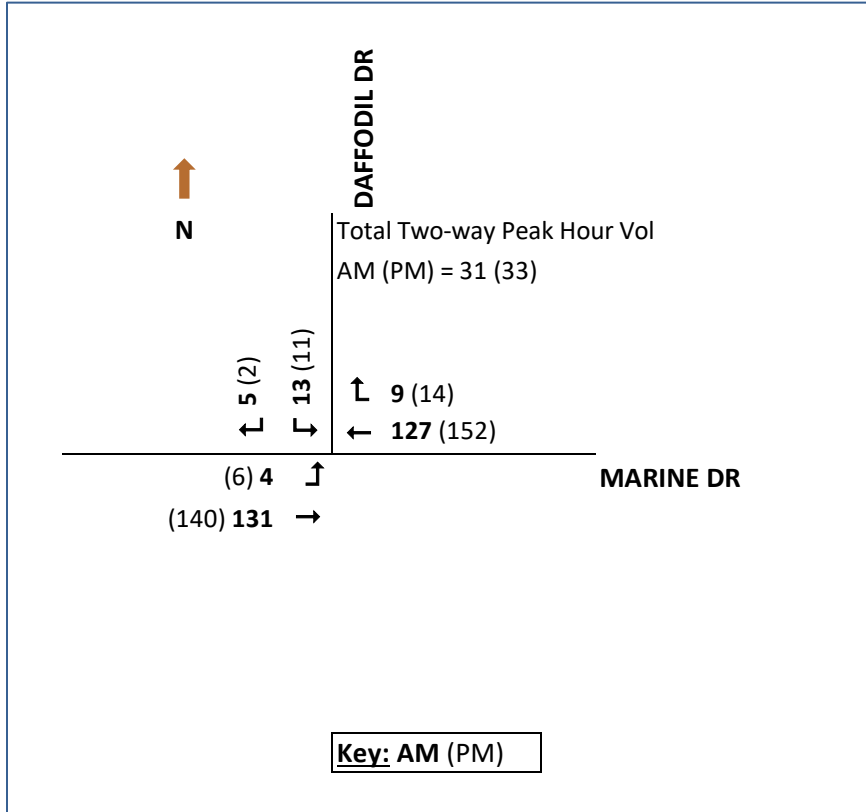 DAFFODIL DR
N
Total Two-way Peak Hour Vol
AM (PM) = 31 (33)
5 (2)
13 (11)
9 (14)
127 (152)
(6) 4
MARINE DR
(140) 131
Key: AM (PM)